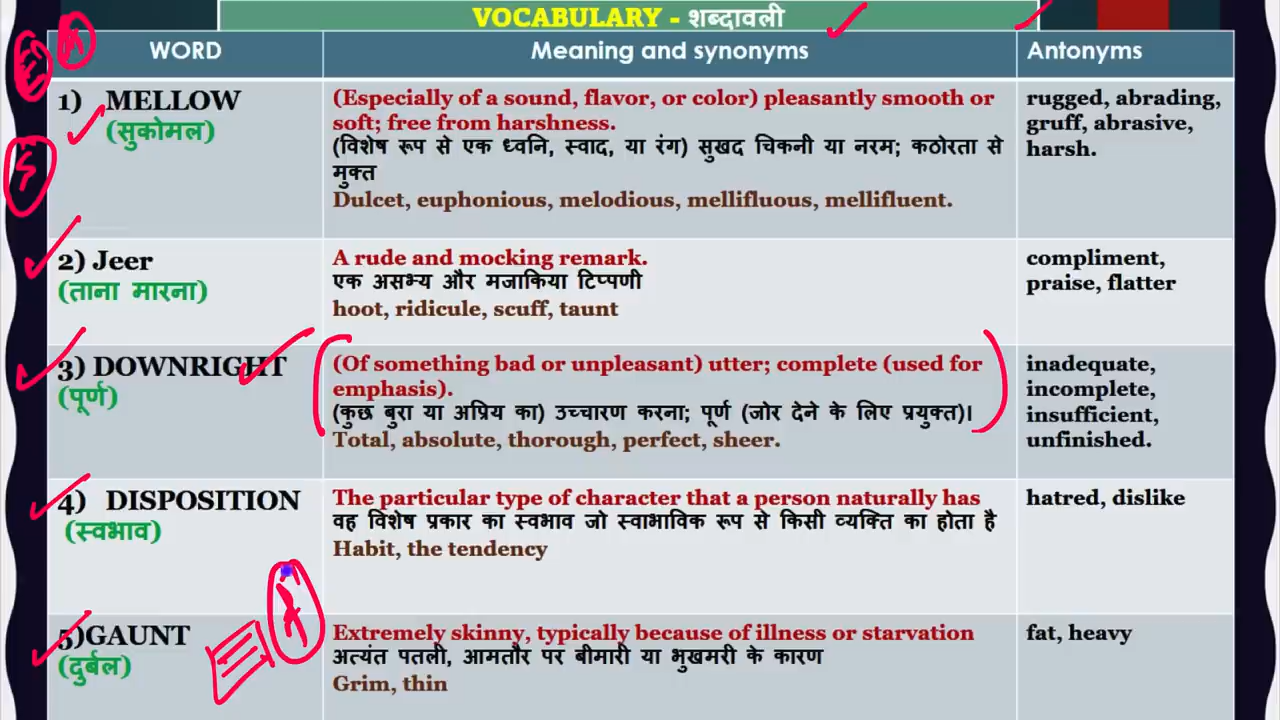 VOCABULARY - शब्दावली
WORD
Meaning and synonyms
Antonyms
1) MELLOW
(सुकोमल)
(Especially of a sound, flavor, or color) pleasantly smooth or
soft; free from harshness.
(विशेष रूप से एक ध्वनि, स्वाद, या रंग) सुखद चिकनी या नरम; कठोरता से
मुक्त
Dulcet, euphonious, melodious, mellifluous, mellifluent.
rugged, abrading,
gruff, abrasive,
harsh.
2) Jeer
(ताना मारना)
A rude and mocking remark.
एक असभ्य और मजाकिया टिप्पणी
hoot, ridicule, scuff, taunt
compliment,
praise, flatter
3) DOWNRIGHT
(पूर्ण)
(Of something bad or unpleasant) utter; complete (used for
emphasis).
(कुछ बुरा या अप्रिय का) उच्चारण करना; पूर्ण (जोर देने के लिए प्रयुक्त)।
Total, absolute, thorough, perfect, sheer.
inadequate,
incomplete,
insufficient,
unfinished.
4) DISPOSITION
(स्वभाव)
The particular type of character that a person naturally has
वह विशेष प्रकार का स्वभाव जो स्वाभाविक रूप से किसी व्यक्ति का होता है
Habit, the tendency
hatred, dislike
5)GAUNT
(दुर्बल)
Extremely skinny, typically because of illness or starvation
अत्यंत पतली, आमतौर पर बीमारी या भुखमरी के कारण
Grim, thin
fat, heavy